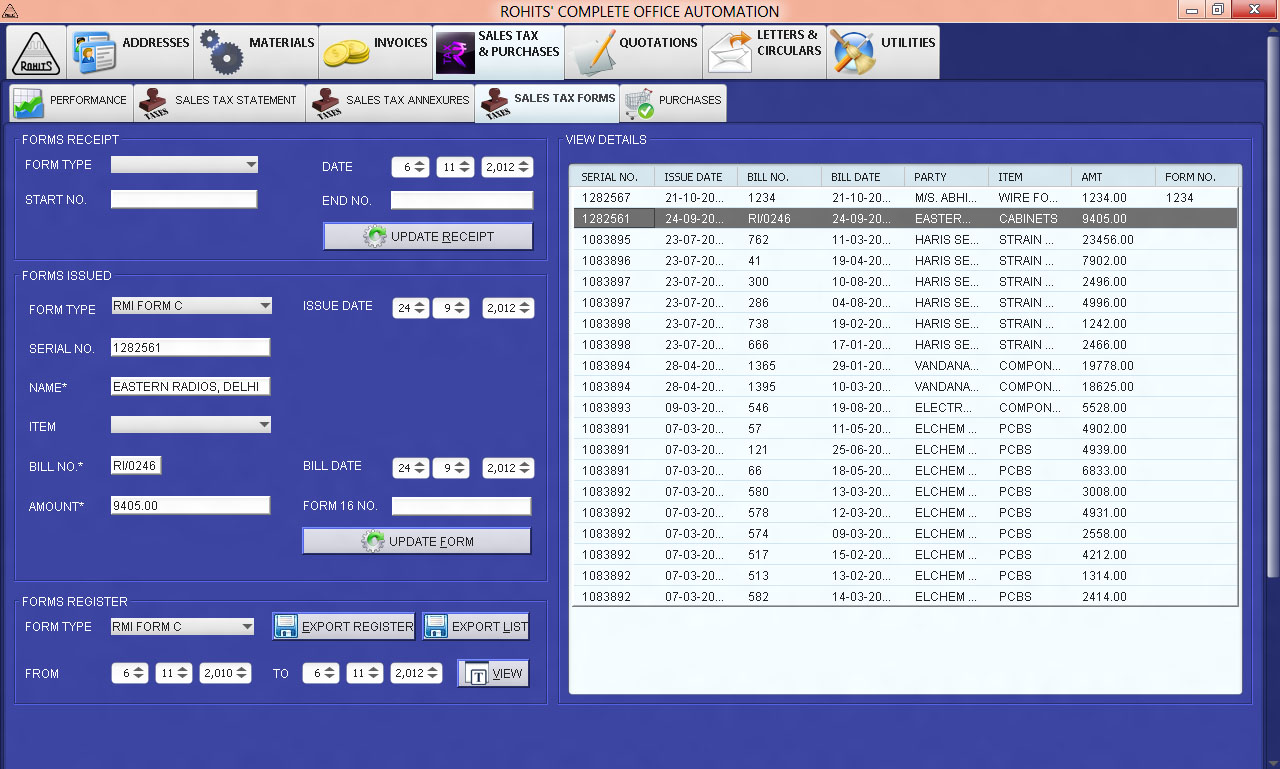 ROHITS' COMPLETE OFFICE AUTOMATION
ROHITS
ADDRESSES
MATERIALS
INVOICES
SALES TAX
& PURCHASES
QUOTATIONS
LETTERS &
CIRCULARS
UTILITIES
PERFORMANCE
TAXES SALES TAX STATEMENT
TAXES SALES TAX ANNEXURES
TAXES SALES TAX FORMS
PURCHASES
FORMS RECEIPT
FORM TYPE DATE 6 11 2,012
START NO. END NO.
UPDATE RECEIPT
FORMS ISSUED
FORM TYPE RMI FORM C ISSUE DATE 24 9 2,012
SERIAL NO. 1282561
NAME* EASTERN RADIOS, DELHI
ITEM
BILL NO.* RI/0246 BILL DATE 24 9 2,012
AMOUNT* 9405.00 FORM 16 NO.
UPDATE FORM
FORMS REGISTER
FORM TYPE RMI FORM C EXPORT REGISTER EXPORT LIST
FROM 6 11 2,010 TO 6 11 2,012 T VIEW
VIEW DETAILS
SERIAL NO. ISSUE DATE BILL NO. BILL DATE PARTY ITEM AMT FORM NO.
1282567 21-10-20... 1234 21-10-20... M/S. ABHI... WIRE FO... 1234.00 1234
1282561 24-09-20... RI/0246 24-09-20... EASTER... CABINETS 9405.00
1083895 23-07-20... 762 11-03-20... HARIS SE... STRAIN ... 23456.00
1083896 23-07-20... 41 19-04-20... HARIS SE... STRAIN ... 7902.00
1083897 23-07-20... 300 10-08-20... HARIS SE... STRAIN ... 2496.00
1083897 23-07-20... 286 04-08-20... HARIS SE... STRAIN ... 4996.00
1083898 23-07-20... 738 19-02-20... HARIS SE... STRAIN ... 1242.00
1083898 23-07-20... 666 17-01-20... HARIS SE... STRAIN ... 2466.00
1083894 28-04-20... 1365 29-01-20... VANDANA... COMPON... 19778.00
1083894 28-04-20... 1395 10-03-20... VANDANA... COMPON... 18625.00
1083893 09-03-20... 546 19-08-20... ELECTR... COMPON... 5528.00
1083891 07-03-20... 57 11-05-20... ELCHEM ... PCBS 4902.00
1083891 07-03-20... 121 25-06-20... ELCHEM ... PCBS 4939.00
1083891 07-03-20... 66 18-05-20... ELCHEM ... PCBS 6833.00
1083892 07-03-20... 580 13-03-20... ELCHEM ... PCBS 3008.00
1083892 07-03-20... 578 12-03-20... ELCHEM ... PCBS 4931.00
1083892 07-03-20... 574 09-03-20... ELCHEM ... PCBS 2558.00
1083892 07-03-20... 517 15-02-20... ELCHEM ... PCBS 4212.00
1083892 07-03-20... 513 13-02-20... ELCHEM ... PCBS 1314.00
1083892 07-03-20... 582 14-03-20... ELCHEM ... PCBS 2414.00